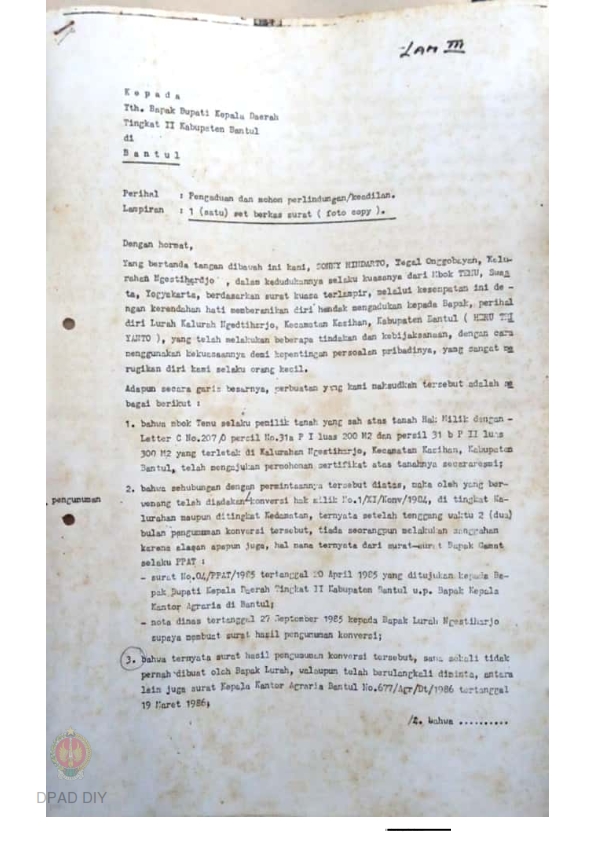 LAM III
K e p a d a
Yth. Bapak Bupati Kepala Daerah
Tingkat II Kabupaten Bantul
di
B a n t u l
Perihal : Pengaduan dan mohon perlindungan/keadilan.
Lampiran : 1 (satu) set berkas surat ( foto copy ).
Dengan hormat,
Yang bertanda tangan dibawah ini kami, SONNY HINDARTO, Tegal Onggobayan, Kalu-
rahan Ngestihardjo , dalam kedudukannya selaku kuasanya dari Mbok TEMU,
ta, Yogyakarta, berdasarkan surat kuasa terlampir, melalui kesempatan ini de -
ngan kerendahan hati memberanikan diri hendak mengadukan kepada Bapak, perihal
diri Lurah Kalurah Ngedtiharjo, Kecamatan Kasihan, Kabupaten Bantul ( HERU TRI
YANTO ), yang telah melakukan beberapa tindakan dan kebijaksanaan, dengan cara
menggunakan kekuasaannya demi kepentingan persoalan pribadinya, yang sangat me
rugikan diri kami selaku orang kecil.
Adapun secara garis besarnya, perbuatan yang kami maksudkan tersebut adalah se
bagai berikut :
1. bahwa mbok Temu selaku pemilik tanah yang sah atas tanah Hak Milik dengan -
Letter C No.207/0 persil No.31a P I luas 200 M2 dan persil 31 b P II luas
300 M2 yang terletak di Kalurahan Ngestiharjo, Kecamatan Kasihan, Kabupaten
Bantul, telah mengajukan permohonan sertifikat atas tanahnya secararesmi;
2. bahwa sehubungan dengan permintaannya tersebut diatas, maka oleh yang ber-
pengumuman
wenang telah diadakan/konversi hak milik No.1/XI/Konv/1984, di tingkat Ka-
lurahan maupun ditingkat Kecamatan, ternyata setelah tenggang waktu 2 (dua)
bulan pengumuman konversi tersebut, tiada seorangpun melakukan sanggahan
karena alasan apapun juga, hal mana ternyata dari surat-surat Bapak Camat
selaku PPAT :
- surat No.04/PPAT/1985 tertanggal 20 April 1985 yang ditujukan kepada Ba-
pak Bupati Kepala Daerah Tingkat II Kabupaten Bantul u.p. Bapak Kepala
Kantor Agraria di Bantul;
- nota dinas tertanggal 27 September 1985 kepada Bapak Lurah Ngestiharjo
supaya membuat surat hasil pengumuman konversi;
3. bahwa ternyata surat hasil pengumuman konversi tersebut, sama sekali tidak
pernah dibuat oleh Bapak Lurah, walaupun telah berulangkali diminta, antara
lain juga surat Kepala Kantor Agraria Bantul No.677/Agr/Dt/1986 tertanggal
19 Maret 1986;
/4. bahwa ..........
DPAD DIY